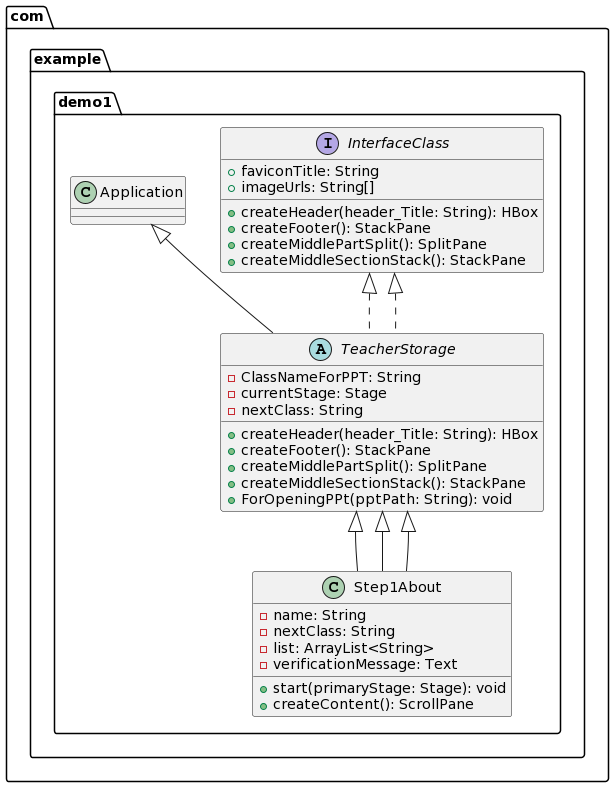 com
example
demo1
I InterfaceClass
faviconTitle: String
imageUrls: String[]
createHeader(header_Title: String): HBox
createFooter(): StackPane
createMiddlePartSplit(): SplitPane
createMiddleSectionStack(): StackPane
C Application
A TeacherStorage
ClassNameForPPT: String
currentStage: Stage
nextClass: String
createHeader(header_Title: String): HBox
createFooter(): StackPane
createMiddlePartSplit(): SplitPane
createMiddleSectionStack(): StackPane
ForOpeningPPt(pptPath: String): void
C Step1About
name: String
nextClass: String
list: ArrayList<String>
verificationMessage: Text
start(primaryStage: Stage): void
createContent(): ScrollPane